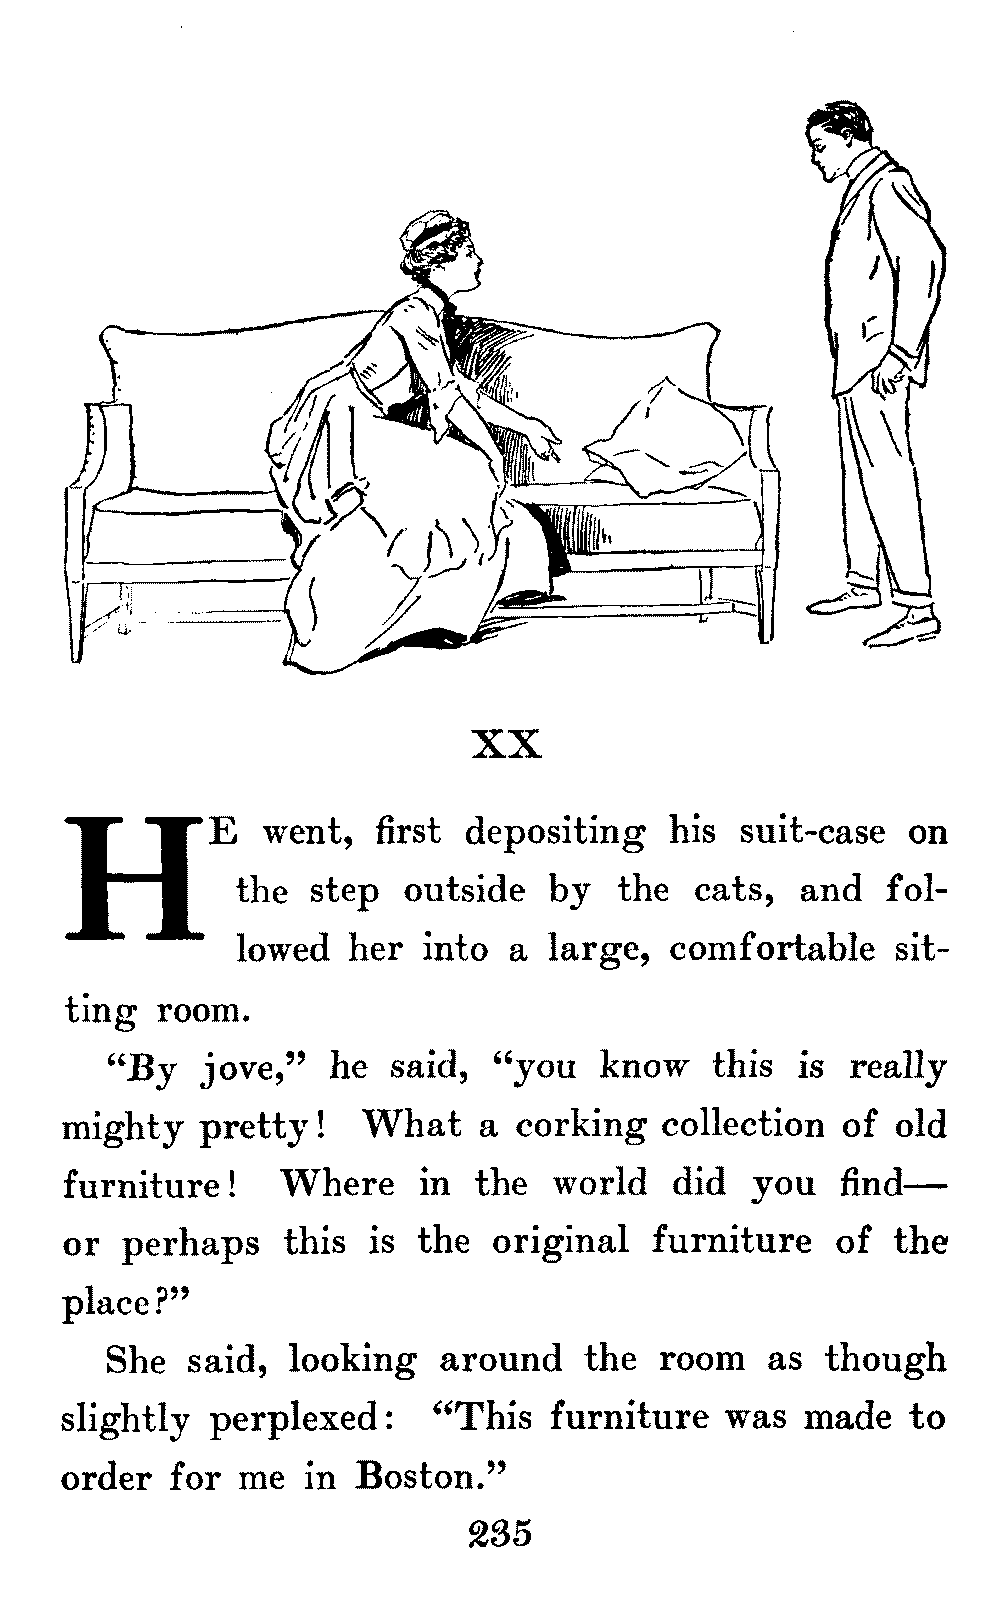 XX
HE went, first depositing his suit-case on
the step outside by the cats, and fol-
lowed her into a large, comfortable sit-
ting room.
“By jove,” he said, “you know this is really
mighty pretty! What a corking collection of old
furniture! Where in the world did you find—
or perhaps this is the original furniture of the
place?”
She said, looking around the room as though
slightly perplexed: “This furniture was made to
order for me in Boston.”
235